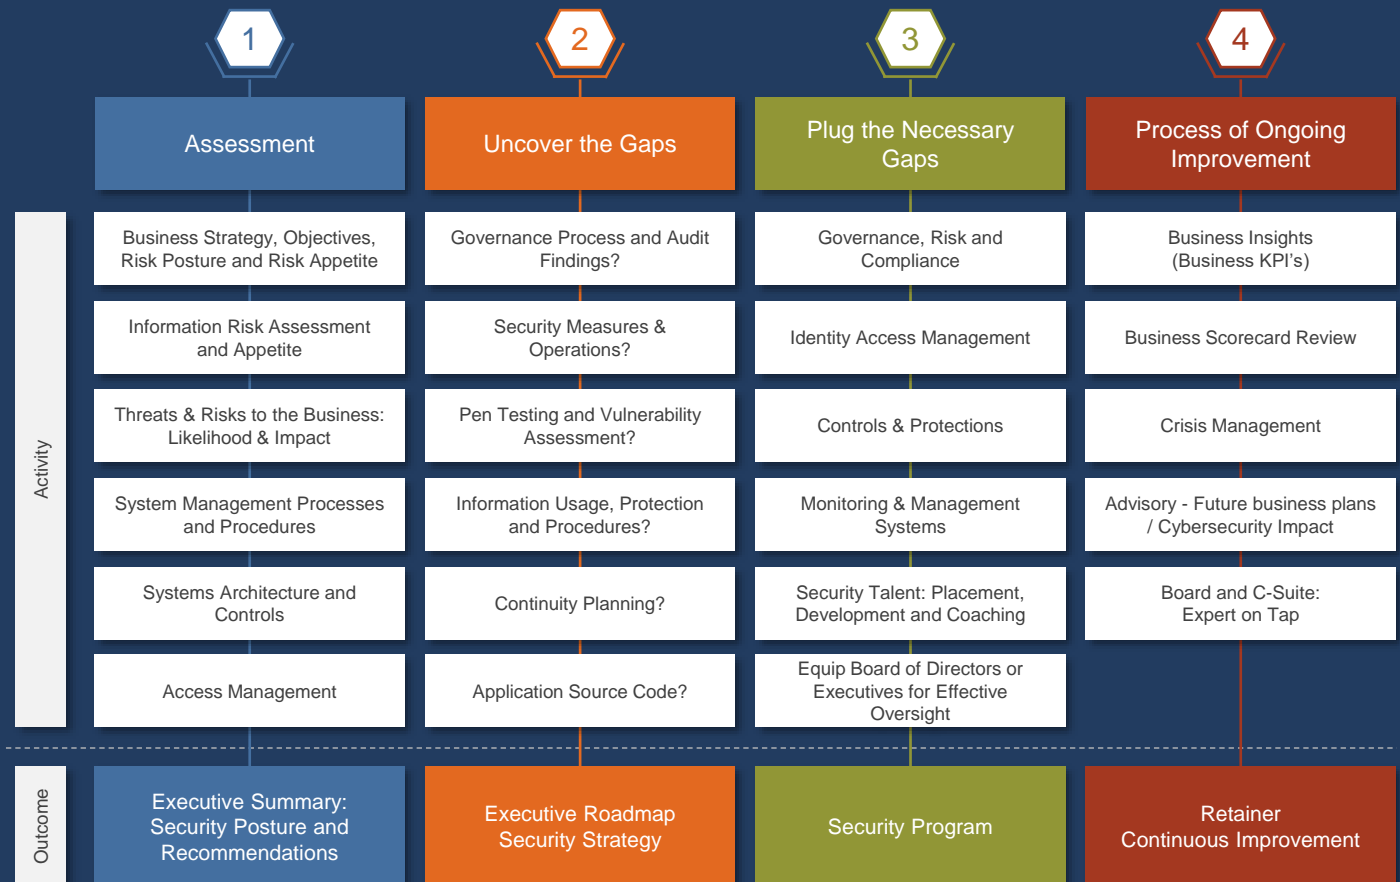 1
2
3
4
Assessment
Uncover the Gaps
Plug the Necessary
Gaps
Process of Ongoing
Improvement
Activity
Business Strategy, Objectives,
Risk Posture and Risk Appetite
Governance Process and Audit
Findings?
Governance, Risk and
Compliance
Business Insights
(Business KPI's)
Information Risk Assessment
and Appetite
Security Measures &
Operations?
Identity Access Management
Business Scorecard Review
Threats & Risks to the Business:
Likelihood & Impact
Pen Testing and Vulnerability
Assessment?
Controls & Protections
Crisis Management
System Management Processes
and Procedures
Information Usage, Protection
and Procedures?
Monitoring & Management
Systems
Advisory - Future business plans
/ Cybersecurity Impact
Systems Architecture and
Controls
Continuity Planning?
Security Talent: Placement,
Development and Coaching
Board and C-Suite:
Expert on Tap
Access Management
Application Source Code?
Equip Board of Directors or
Executives for Effective
Oversight
Outcome
Executive Summary:
Security Posture and
Recommendations
Executive Roadmap
Security Strategy
Security Program
Retainer
Continuous Improvement